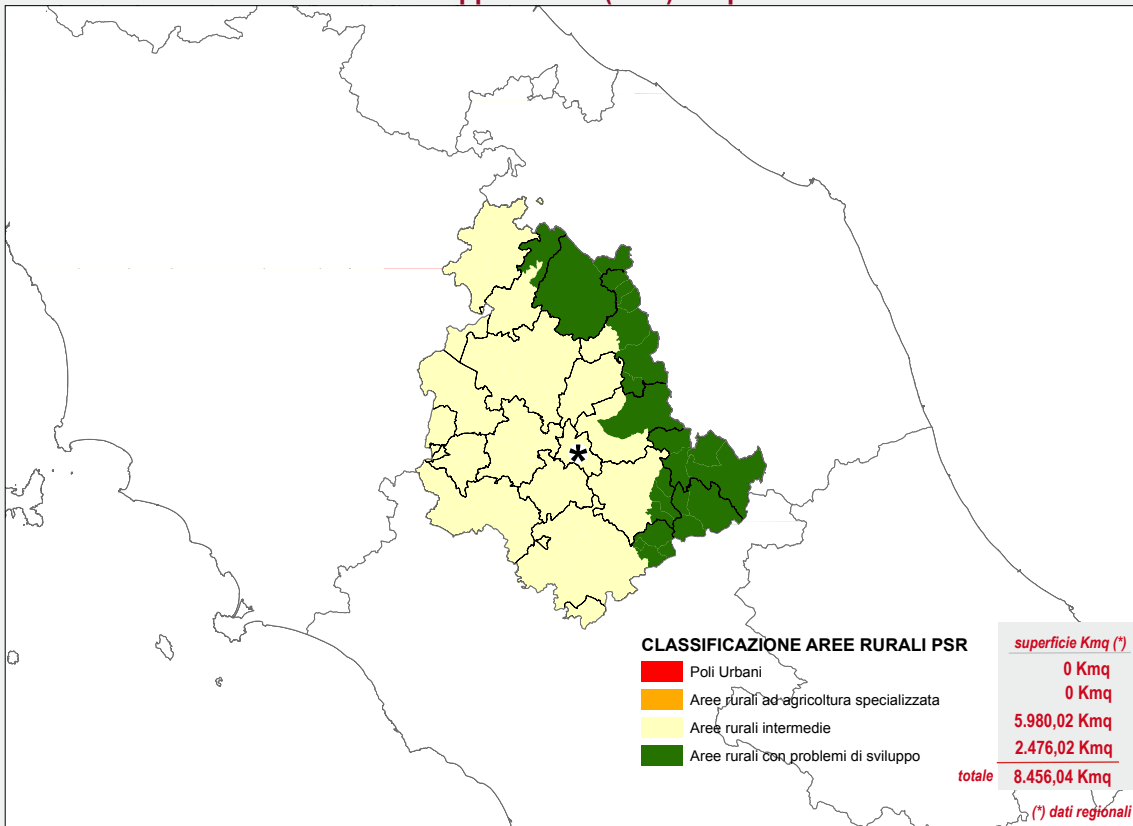 *
CLASSIFICAZIONE AREE RURALI PSR
superficie Kmq (*)
Poli Urbani
0 Kmq
Aree rurali ad agricoltura specializzata
0 Kmq
Aree rurali intermedie
5.980,02 Kmq
Aree rurali con problemi di sviluppo
2.476,02 Kmq
totale 8.456,04 Kmq
(*) dati regionali